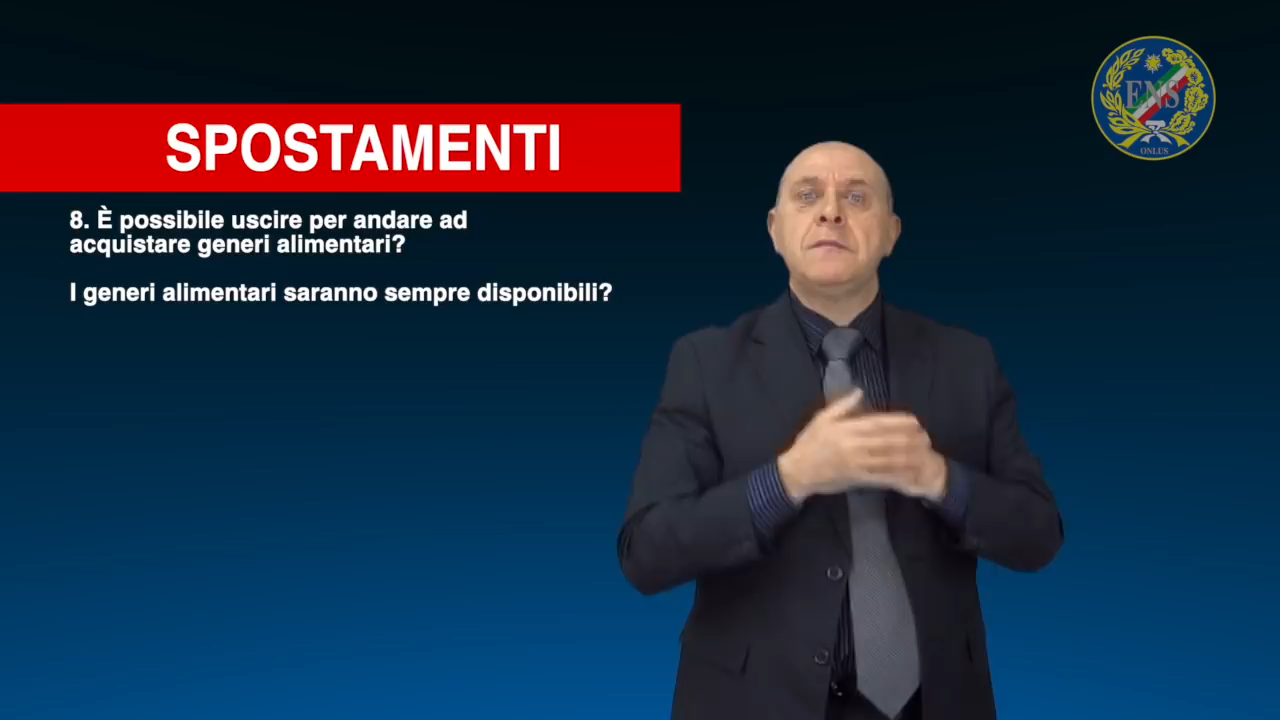 SPOSTAMENTI
8. È possibile uscire per andare ad
acquistare generi alimentari?
I generi alimentari saranno sempre disponibili?
ENS
ONLUS